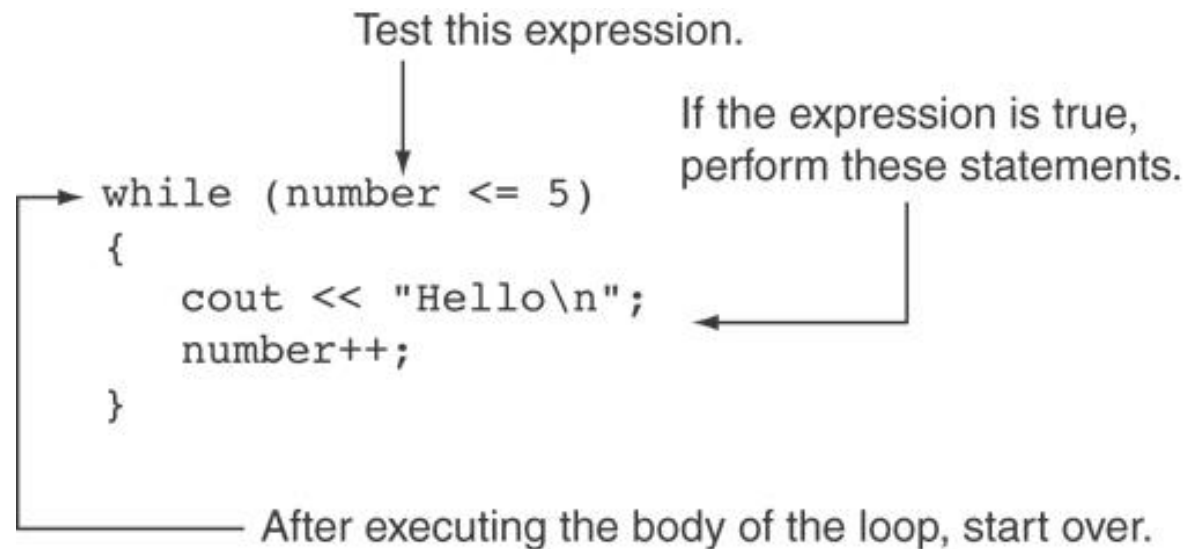 Test this expression.
If the expression is true,
perform these statements.
while (number <= 5)
{
cout << "Hello\n";
number++;
}
After executing the body of the loop, start over.